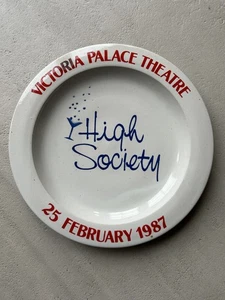 VICTORIA PALACE THEATRE
High
Society
25 FEBRUARY 1987